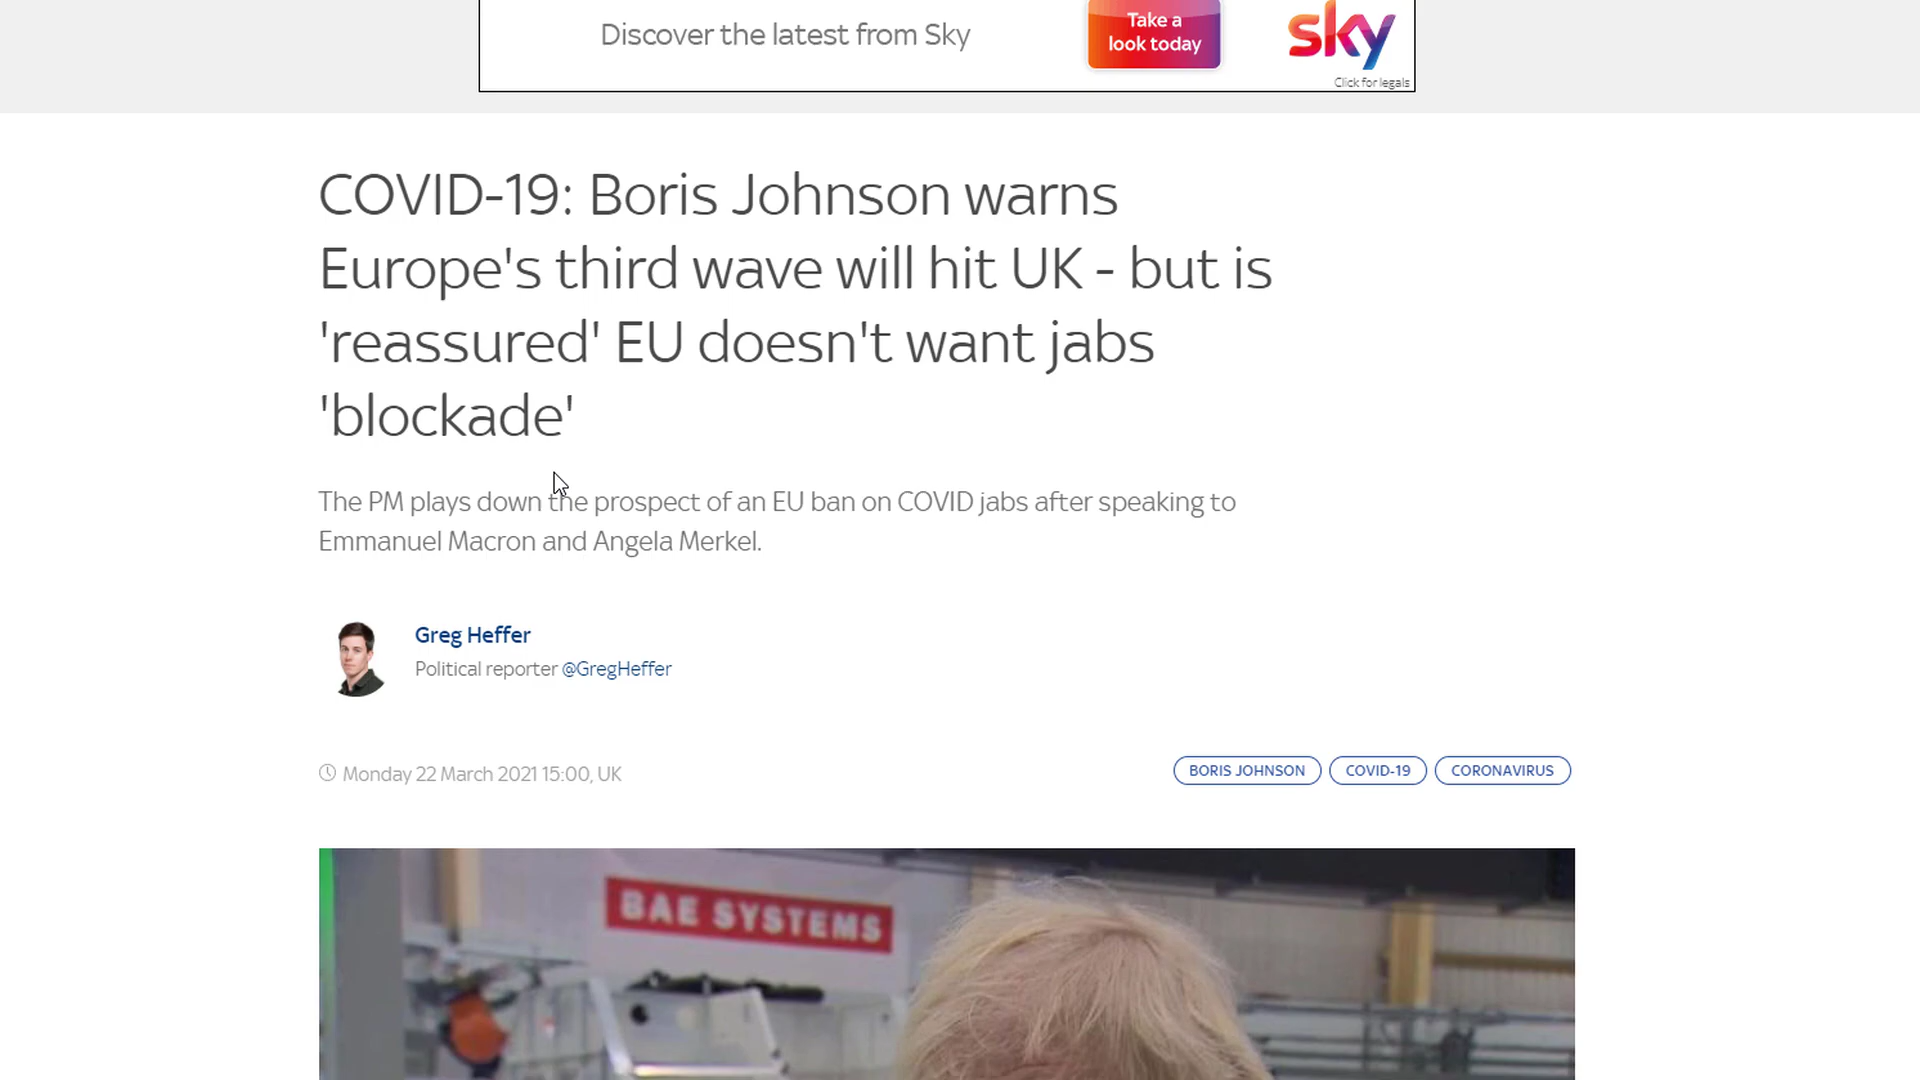 Discover the latest from Sky
Take a
look today
sky
Click for legals
COVID-19: Boris Johnson warns
Europe's third wave will hit UK - but is
'reassured' EU doesn't want jabs
'blockade'
The PM plays down the prospect of an EU ban on COVID jabs after speaking to
Emmanuel Macron and Angela Merkel.
Greg Heffer
Political reporter @GregHeffer
Monday 22 March 2021 15:00, UK
BORIS JOHNSON COVID-19 CORONAVIRUS
BAE SYSTEMS